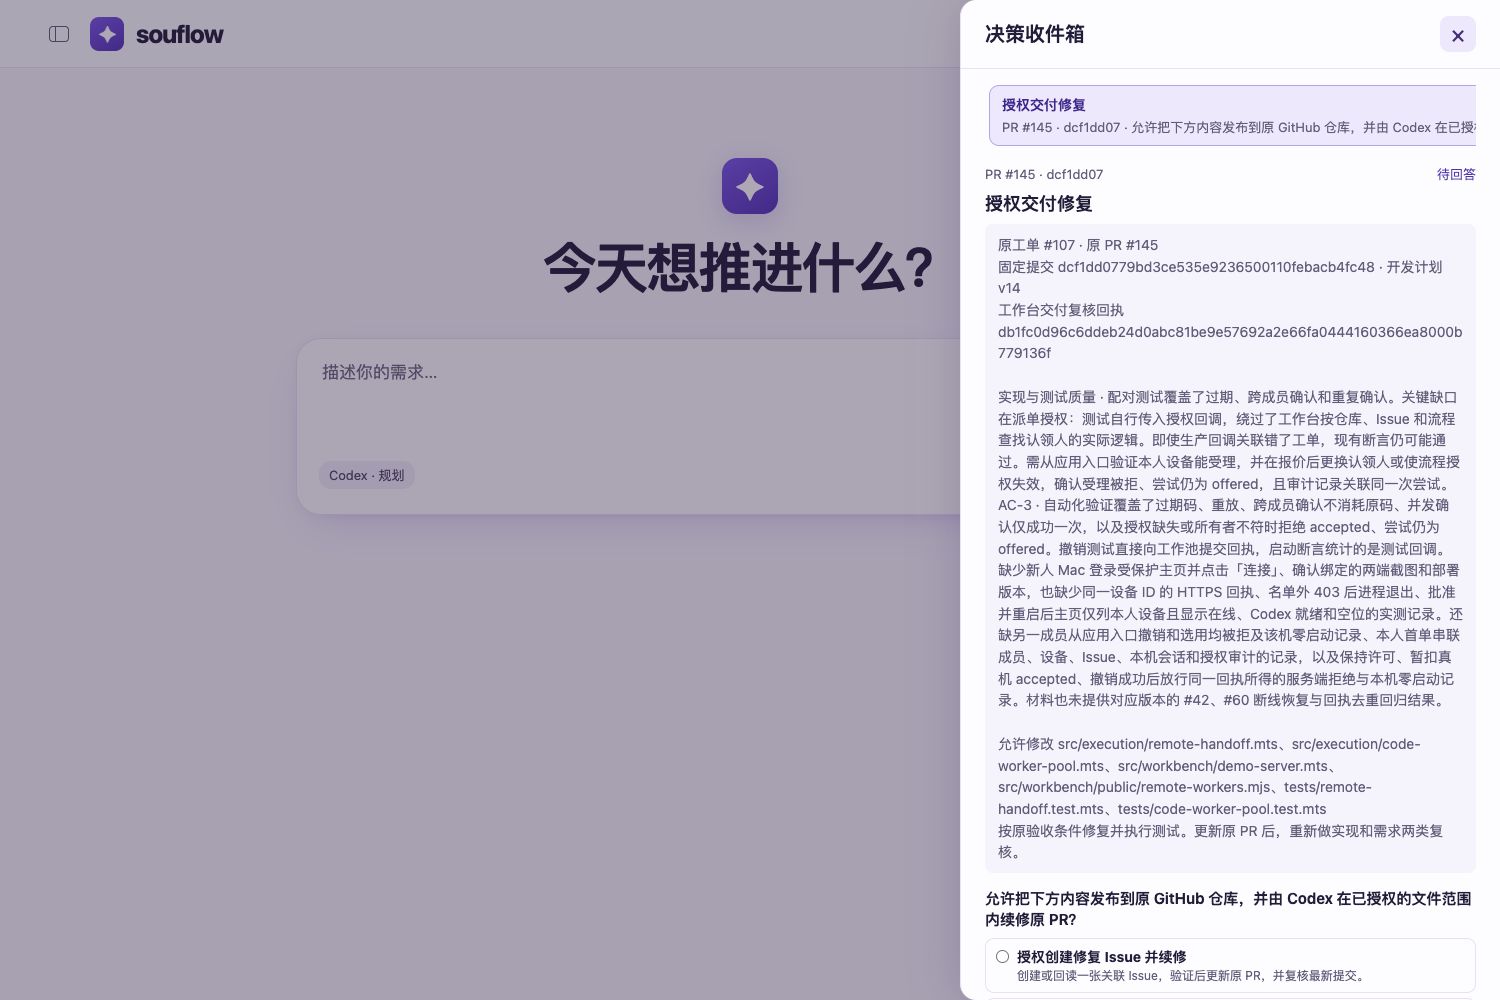 souflow
今天想推进什么?
描述你的需求...
Codex · 规划
决策收件箱
授权交付修复
PR #145 · dcf1dd07 · 允许把下方内容发布到原 GitHub 仓库，并由 Codex 在已授
PR #145 · dcf1dd07
待回答
授权交付修复
原工单 #107 · 原 PR #145
固定提交 dcf1dd0779bd3ce535e9236500110febacb4fc48 · 开发计划
v14
工作台交付复核回执
db1fc0d96c6ddeb24d0abc81be9e57692a2e66fa0444160366ea8000b
779136f
实现与测试质量 · 配对测试覆盖了过期、跨成员确认和重复确认。关键缺口
在派单授权：测试自行传入授权回调，绕过了工作台按仓库、Issue 和流程
查找认领人的实际逻辑。即使生产回调关联错了工单，现有断言仍可能通
过。需从应用入口验证本人设备能受理，并在报价后更换认领人或使流程授
权失效，确认受理被拒、尝试仍为 offered，且审计记录关联同一次尝试。
AC-3 · 自动化验证覆盖了过期码、重放、跨成员确认不消耗原码、并发确
认仅成功一次，以及授权缺失或所有者不符时拒绝 accepted、尝试仍为
offered。撤销测试直接向工作池提交回执，启动断言统计的是测试回调。
缺少新人 Mac 登录受保护主页并点击「连接」、确认绑定的两端截图和部署
版本，也缺少同一设备 ID 的 HTTPS 回执、名单外 403 后进程退出、批准
并重启后主页仅列本人设备且显示在线、Codex 就绪和空位的实测记录。还
缺另一成员从应用入口撤销和选用均被拒及该机零启动记录、本人首单串联
成员、设备、Issue、本机会话和授权审计的记录，以及保持许可、暂扣真
机 accepted、撤销成功后放行同一回执所得的服务端拒绝与本机零启动记
录。材料也未提供对应版本的 #42、#60 断线恢复与回执去重回归结果。
允许修改 src/execution/remote-handoff.mts、src/execution/code-
worker-pool.mts、src/workbench/demo-server.mts、
src/workbench/public/remote-workers.mjs、tests/remote-
handoff.test.mts、tests/code-worker-pool.test.mts
按原验收条件修复并执行测试。更新原 PR 后，重新做实现和需求两类复
核。
允许把下方内容发布到原 GitHub 仓库，并由 Codex 在已授权的文件范围
内续修原 PR?
授权创建修复 Issue 并续修
创建或回读一张关联 Issue，验证后更新原 PR，并复核最新提交。